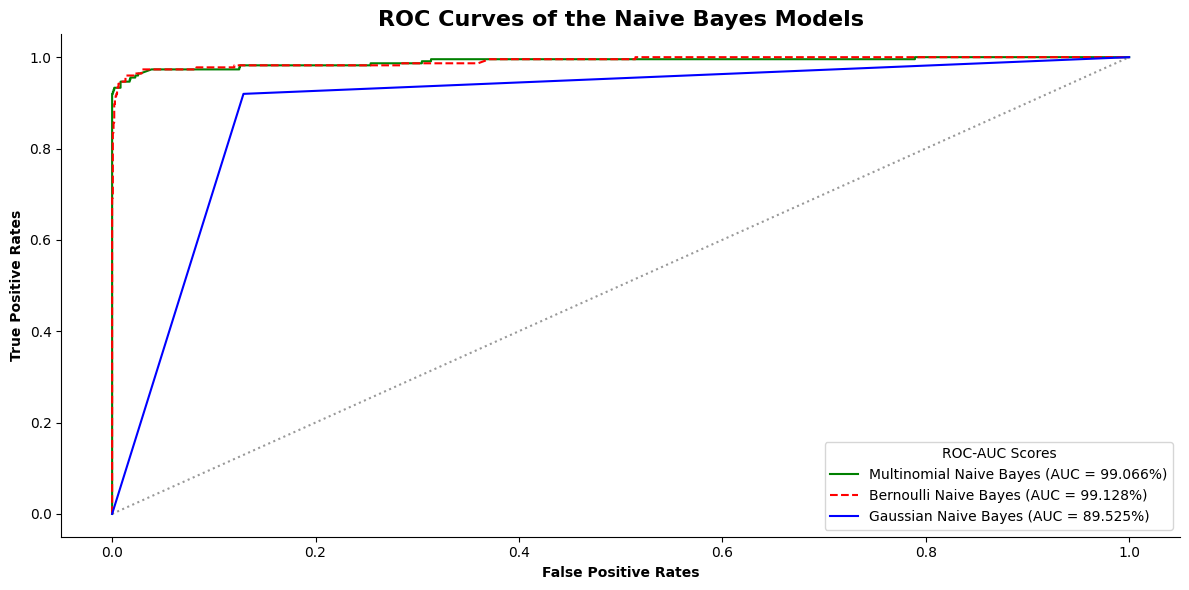 ROC Curves of the Naive Bayes Models
True Positive Rates
1.0
0.8
0.6
0.4
0.2
0.0
0.0 0.2 0.4 0.6 0.8 1.0
False Positive Rates
ROC-AUC Scores
Multinomial Naive Bayes (AUC = 99.066%)
Bernoulli Naive Bayes (AUC = 99.128%)
Gaussian Naive Bayes (AUC = 89.525%)